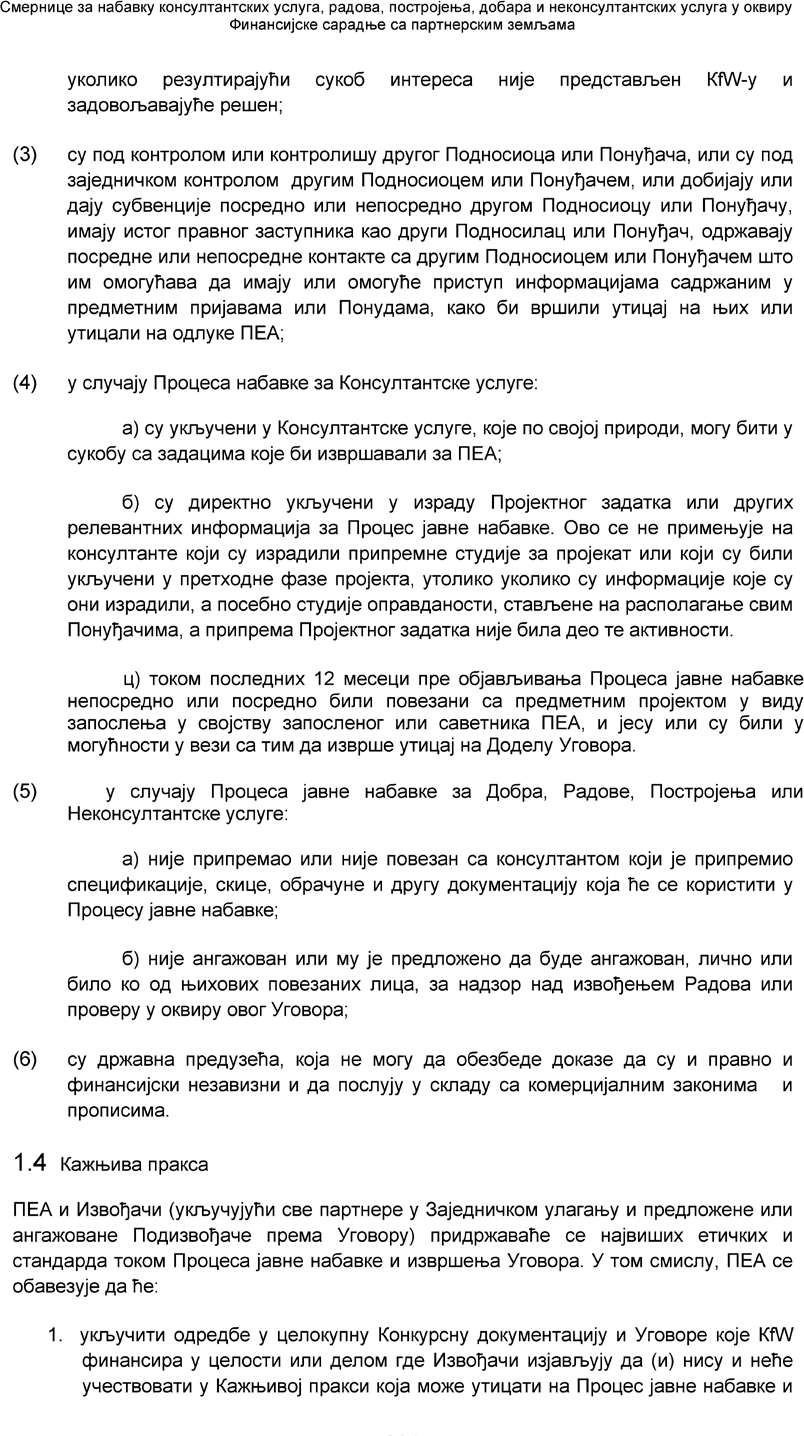 Смернице за набавку консултантских услуга, радова, постројења, добара и неконсултантских услуга у оквиру
Финансијске сарадње са партнерским земљама
уколико резултирајући сукоб интереса није представљен KfW-у и
задовољавајуће решен;
(3) су под контролом или контролишу другог Подносиоца или Понуђача, или су под
заједничком контролом другим Подносиоцем или Понуђачем, или добијају или
дају субвенције посредно или непосредно другом Подносиоцу или Понуђачу,
имају истог правног заступника као други Подносилац или Понуђач, одржавају
посредне или непосредне контакте са другим Подносиоцем или Понуђачем што
им омогућава да имају или омогуће приступ информацијама садржаним у
предметним пријавама или Понудама, како би вршили утицај на њих или
утицали на одлуке ПЕА;
(4) у случају Процеса набавке за Консултантске услуге:
а) су укључени у Консултантске услуге, које по својој природи, могу бити у
сукобу са задацима које би извршавали за ПЕА;
б) су директно укључени у израду Пројектног задатка или других
релевантних информација за Процес јавне набавке. Ово се не примењује на
консултанте који су израдили припремне студије за пројекат или који су били
укључени у претходне фазе пројекта, утолико уколико су информације које су
они израдили, а посебно студије оправданости, стављене на располагање свим
Понуђачима, а припрема Пројектног задатка није била део те активности.
ц) током последних 12 месеци пре објављивања Процеса јавне набавке
непосредно или посредно били повезани са предметним пројектом у виду
запослења у својству запосленог или саветника ПЕА, и јесу или су били у
могућности у вези са тим да изврше утицај на Доделу Уговора.
(5) у случају Процеса јавне набавке за Добра, Радове, Постројења или
Неконсултантске услуге:
а) није припремао или није повезан са консултантом који је припремио
спецификације, скице, обрачуне и другу документацију која ће се користити у
Процесу јавне набавке;
б) није ангажован или му је предложено да буде ангажован, лично или
било ко од њихових повезаних лица, за надзор над извођењем Радова или
проверу у оквиру овог Уговора;
(6) су државна предузећа, која не могу да обезбеде доказе да су и правно и
финансијски независни и да послују у складу са комерцијалним законима и
прописима.
1.4 Кажњива пракса
ПЕА и Извођачи (укључујући све партнере у Заједничком улагању и предложене или
ангажоване Подизвођаче према Уговору) придржаваће се највиших етичких и
стандарда током Процеса јавне набавке и извршења Уговора. У том смислу, ПЕА се
обавезује да ће:
1. укључити одредбе у целокупну Конкурсну документацију и Уговоре које KfW
финансира у целости или делом где Извођачи изјављују да (и) нису и неће
учествовати у Кажњивој пракси која може утицати на Процес јавне набавке и